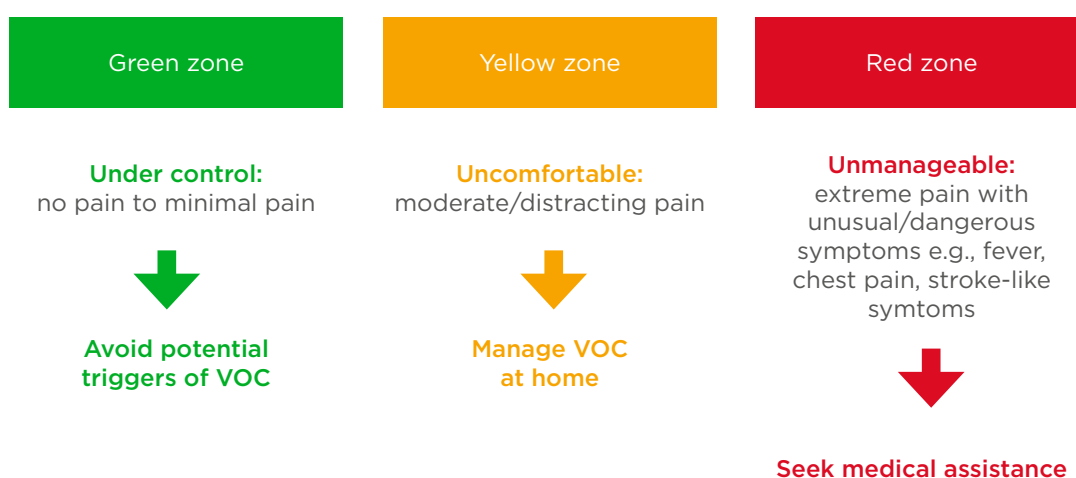 Green zone
Under control:
no pain to minimal pain
Avoid potential
triggers of VOC
Yellow zone
Uncomfortable:
moderate/distracting pain
Manage VOC
at home
Red zone
Unmanageable:
extreme pain with
unusual/dangerous
symptoms e.g., fever,
chest pain, stroke-like
symtoms
Seek medical assistance